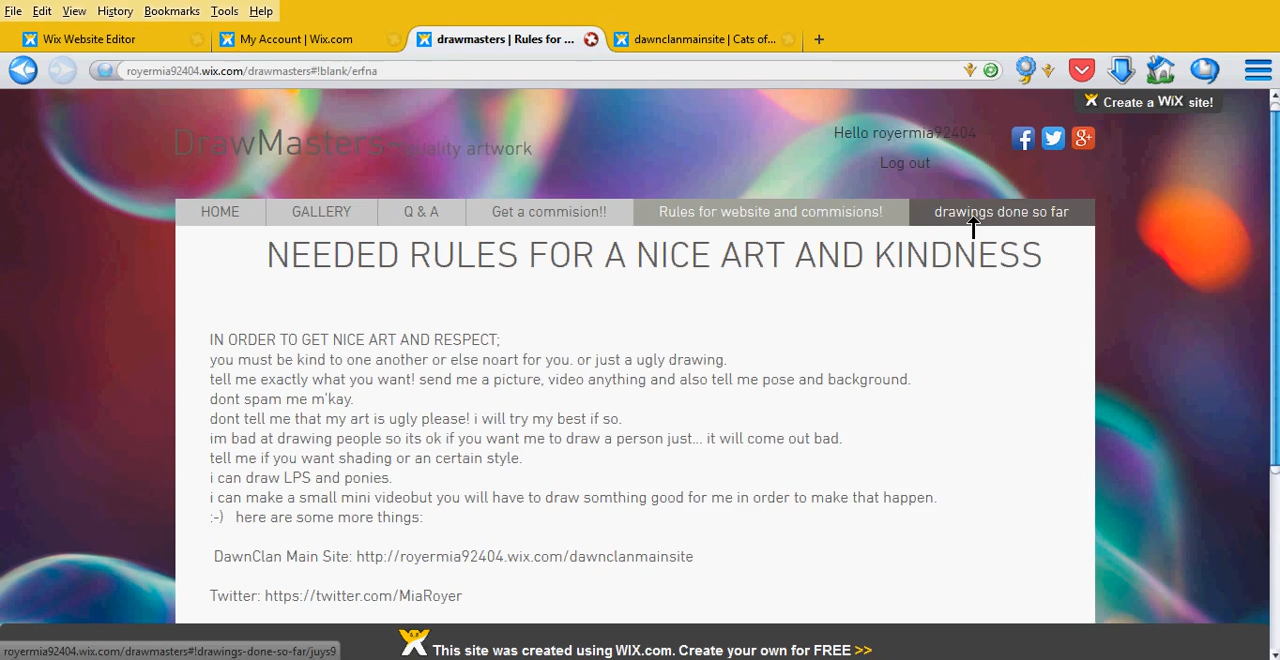 File Edit View History Bookmarks Tools Help
Wix Website Editor My Account | Wix.com drawmasters | Rules for ... dawnclanmainsite | Cats of... +
royermia92404.wix.com/drawmasters#!blank/erfna
Create a WiX site!
DrawMasters ~quality artwork
Hello royermia92404
Log out
HOME GALLERY Q & A Get a commision!! Rules for website and commisions! drawings done so far
NEEDED RULES FOR A NICE ART AND KINDNESS
IN ORDER TO GET NICE ART AND RESPECT;
you must be kind to one another or else noart for you. or just a ugly drawing.
tell me exactly what you want! send me a picture, video anything and also tell me pose and background.
dont spam me m'kay.
dont tell me that my art is ugly please! i will try my best if so.
im bad at drawing people so its ok if you want me to draw a person just... it will come out bad.
tell me if you want shading or an certain style.
i can draw LPS and ponies.
i can make a small mini videobut you will have to draw somthing good for me in order to make that happen.
:-) here are some more things:
DawnClan Main Site: http://royermia92404.wix.com/dawnclanmainsite
Twitter: https://twitter.com/MiaRoyer
royermia92404.wix.com/drawmasters#!drawings-done-so-far/juys9
This site was created using WIX.com. Create your own for FREE >>